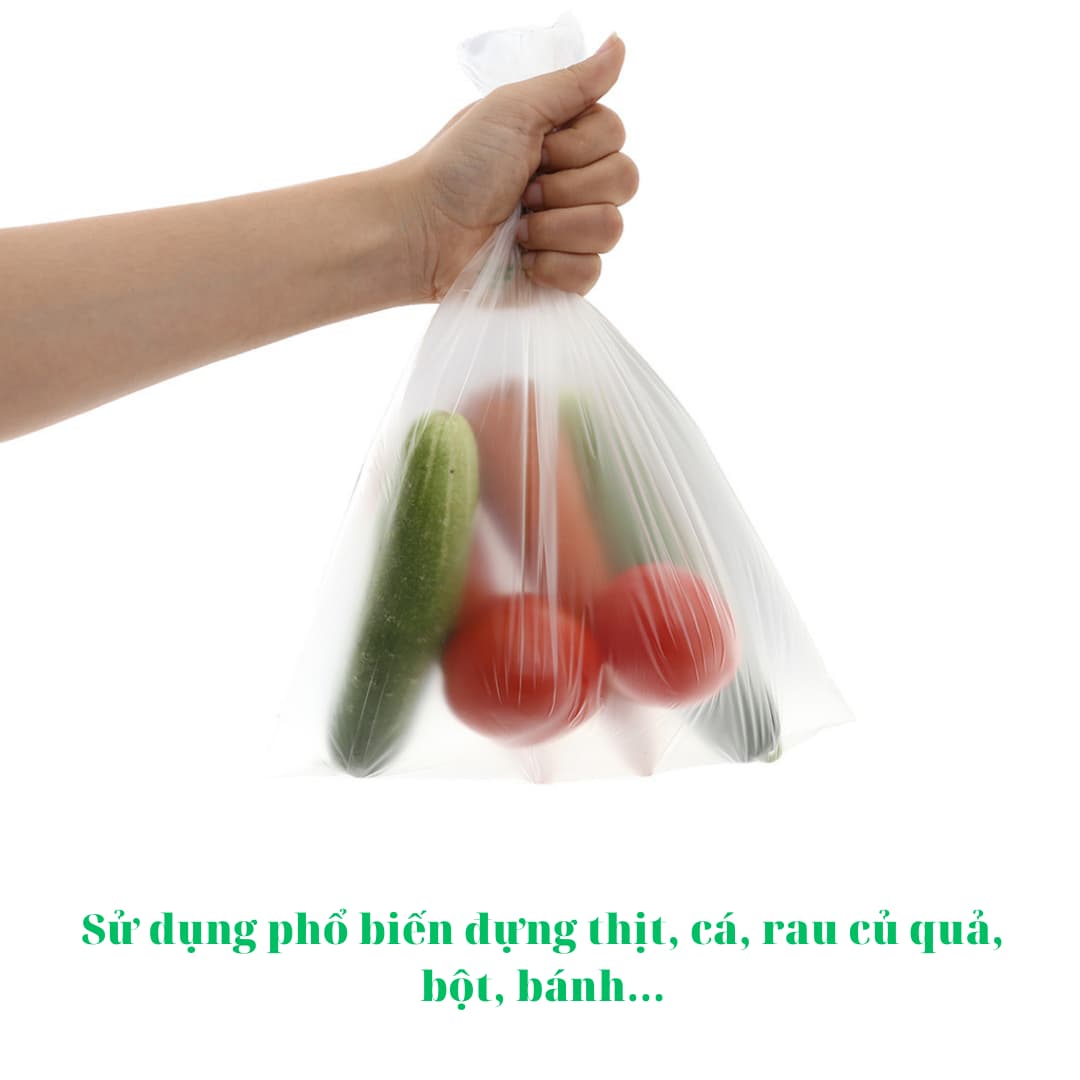 Sử dụng phổ biến đựng thịt, cá, rau củ quả,
bột, bánh...